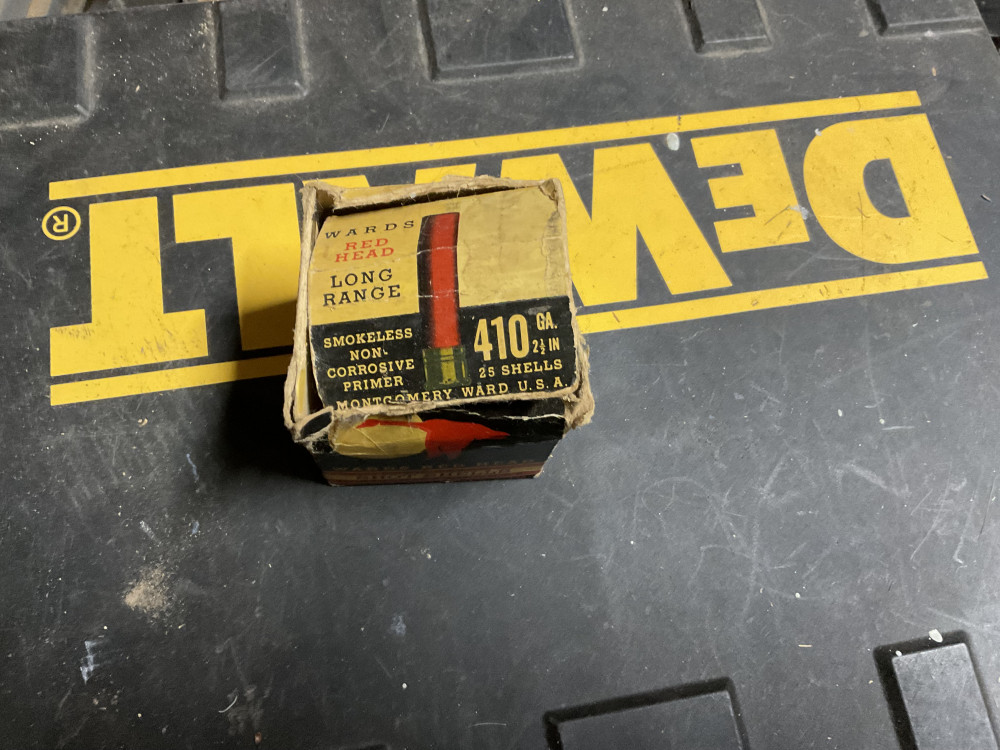 DEWALT
®
WARDS
RED
HEAD
LONG
RANGE
SMOKELESS
NON-
CORROSIVE
PRIMER
410 GA.
2½ IN
25 SHELLS
MONTGOMERY WARD U.S.A.